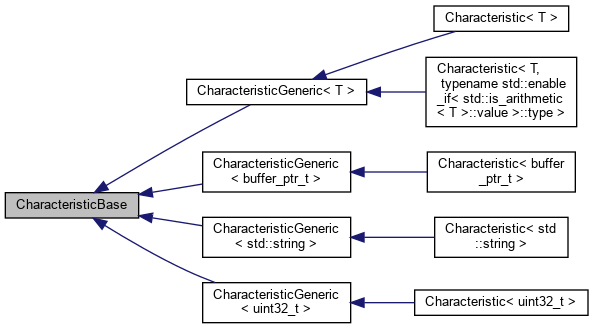 Characteristic< T >
CharacteristicGeneric< T >
Characteristic< T,
typename std::enable
_if< std::is_arithmetic
< T >::value >::type >
CharacteristicGeneric
< buffer_ptr_t >
Characteristic< buffer
_ptr_t >
CharacteristicBase
CharacteristicGeneric
< std::string >
Characteristic< std
::string >
CharacteristicGeneric
< uint32_t >
Characteristic< uint32_t >